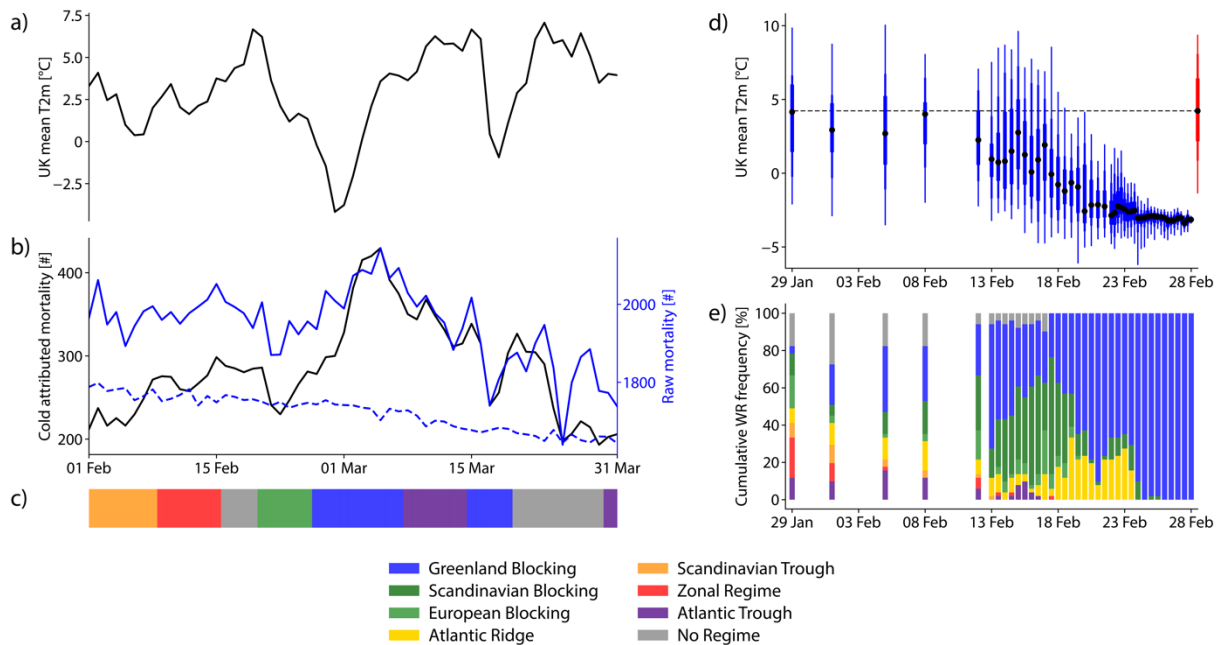 a)
UK mean T2m [°C]
7.5
5.0
2.5
0
−2.5
b)
Cold attributed mortality [#]
400
300
200
Raw mortality [#]
2000
1800
01 Feb
15 Feb
01 Mar
15 Mar
31 Mar
c)
d)
UK mean T2m [°C]
10
5
0
−5
29 Jan
03 Feb
08 Feb
13 Feb
18 Feb
23 Feb
28 Feb
e)
Cumulative WR frequency [%]
100
80
60
40
20
0
29 Jan
03 Feb
08 Feb
13 Feb
18 Feb
23 Feb
28 Feb
Greenland Blocking
Scandinavian Blocking
European Blocking
Atlantic Ridge
Scandinavian Trough
Zonal Regime
Atlantic Trough
No Regime